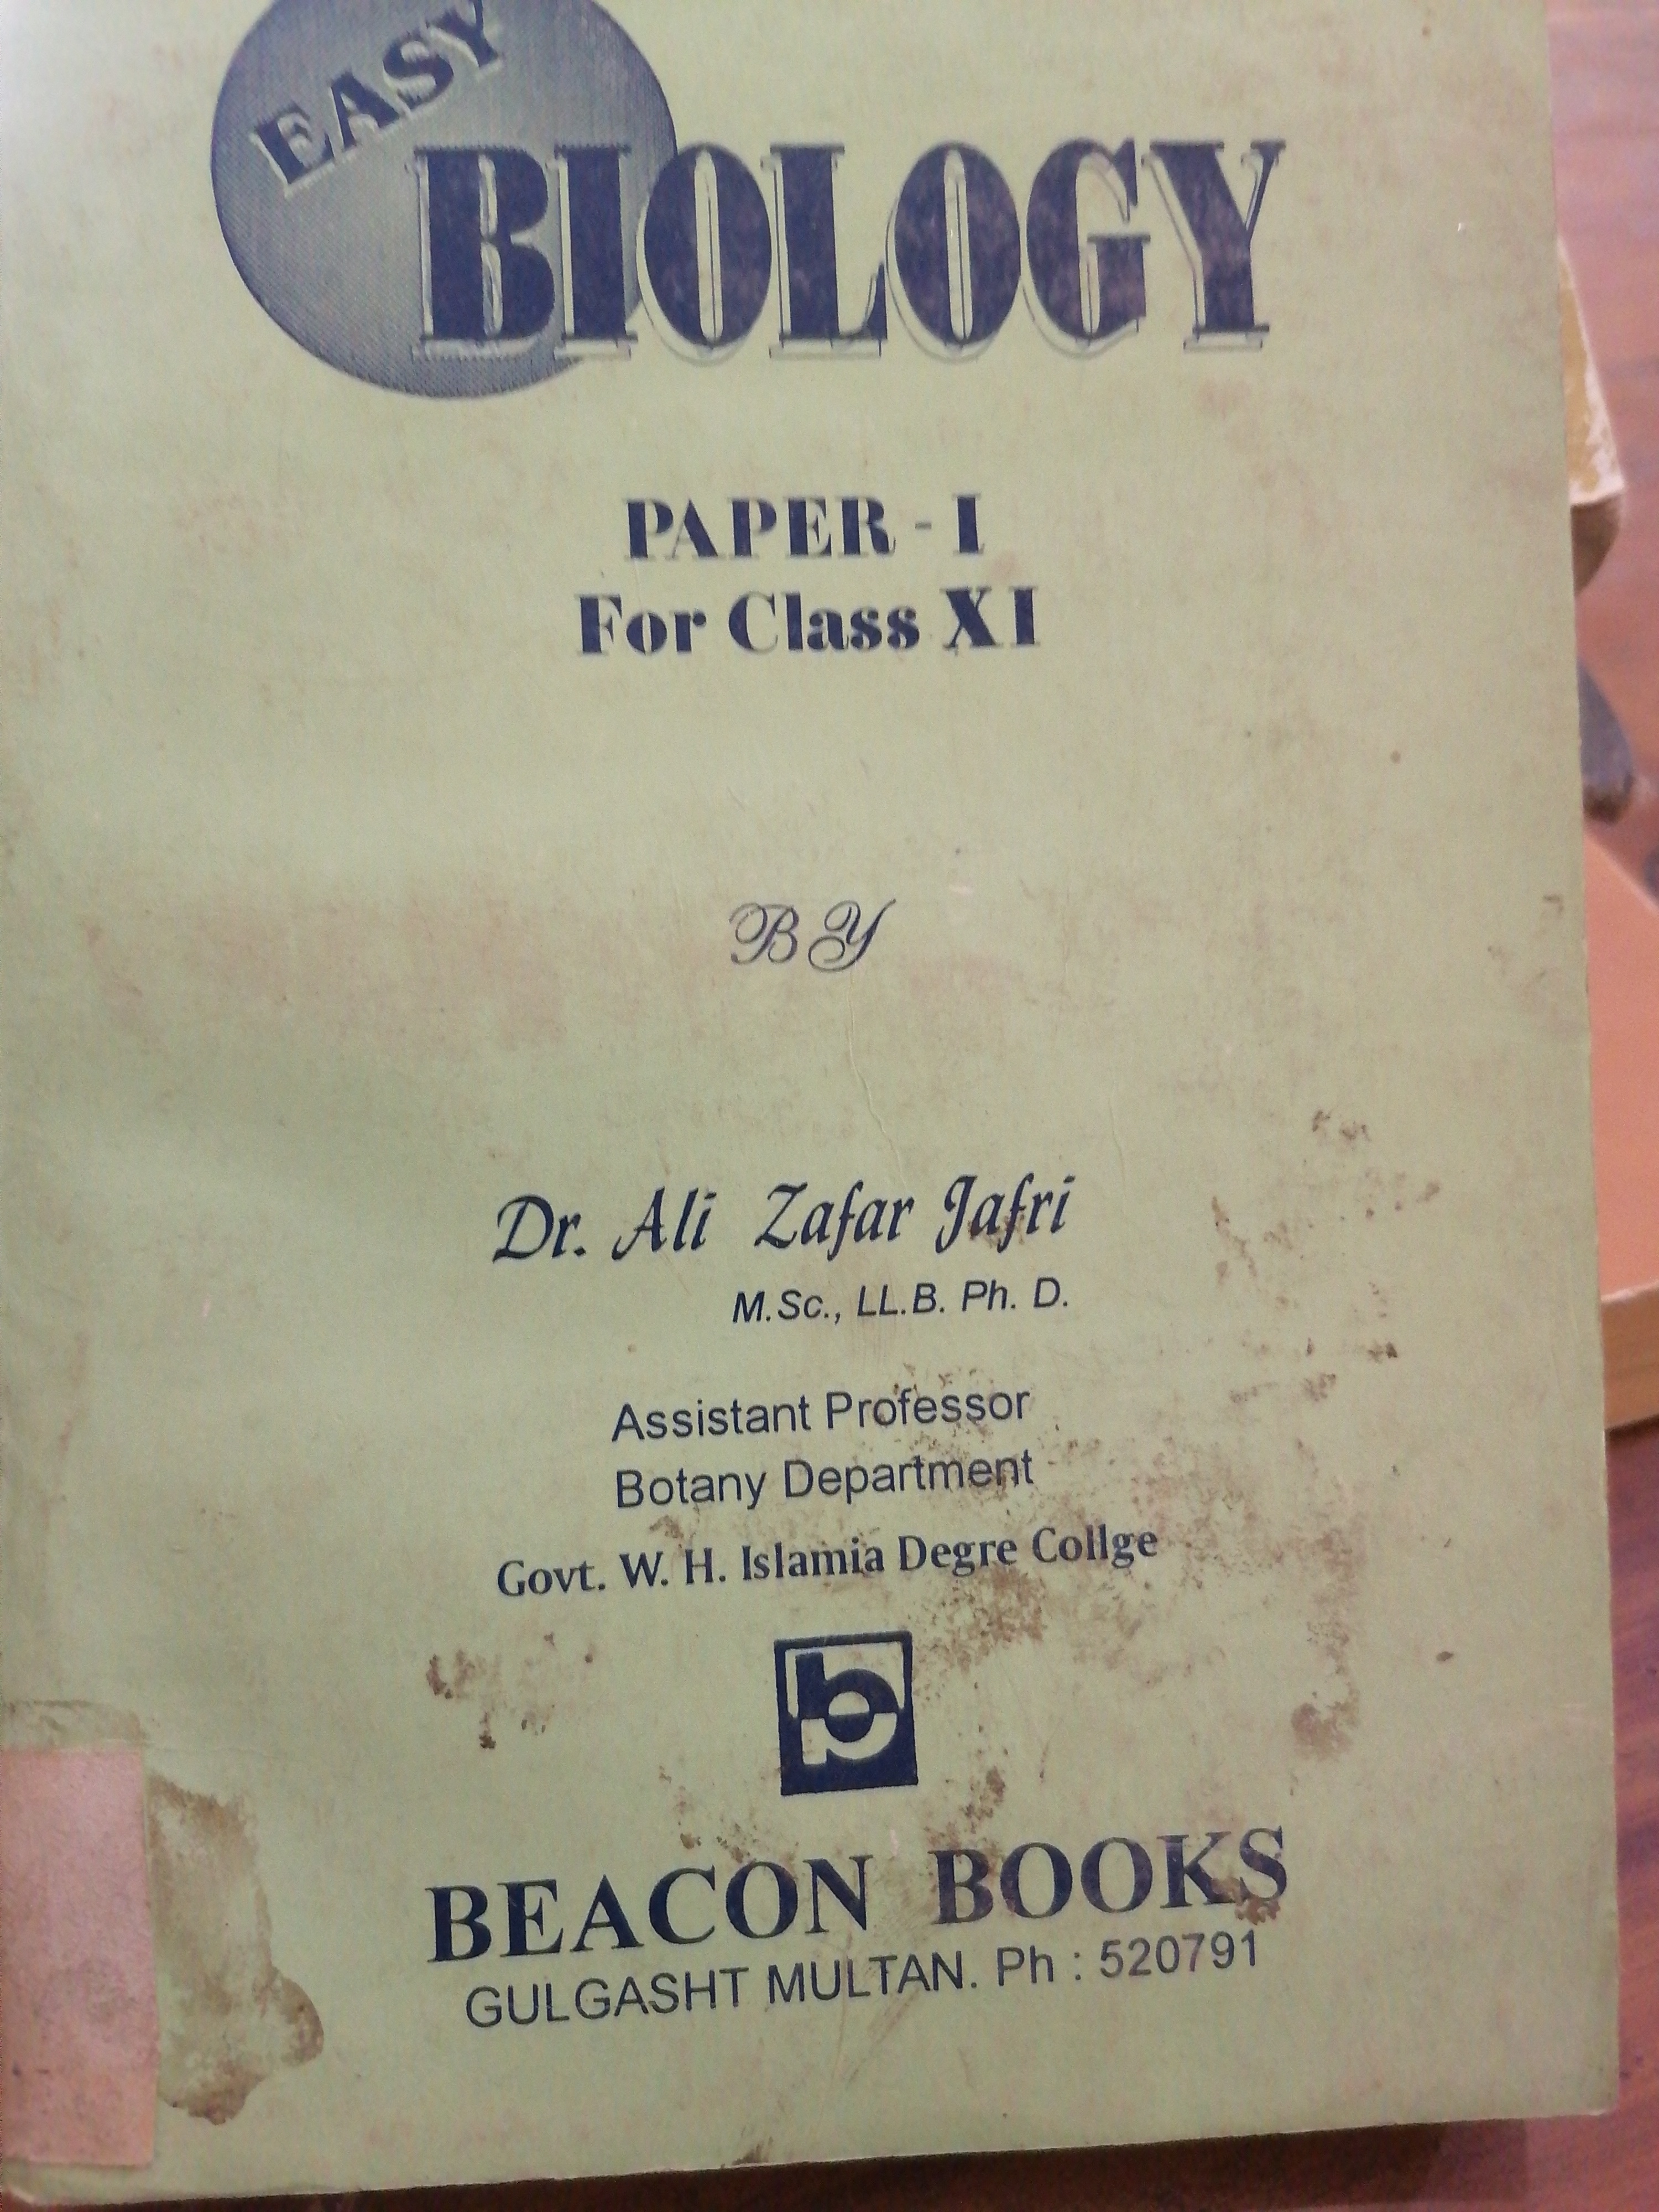 EASY
BIOLOGY
PAPER - I
For Class XI
BY
Dr. Ali Zafar Jafri
M.Sc., LL.B. Ph. D.
Assistant Professor
Botany Department
Govt. W. H. Islamia Degre Collge
bp
BEACON BOOKS
GULGASHT MULTAN. Ph : 520791